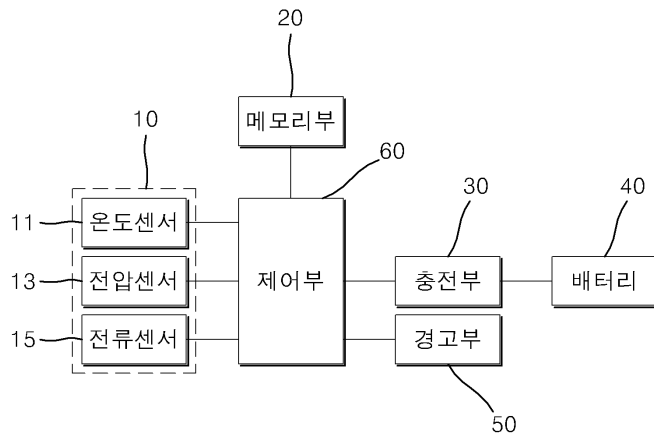 20
메모리부
10
60
11 온도센서
30
40
13 전압센서
제어부
충전부
배터리
15 전류센서
경고부
50